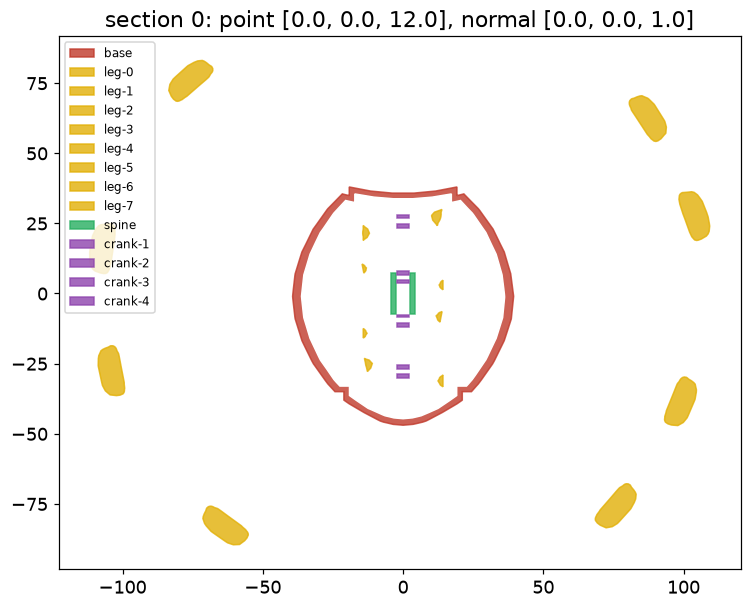 section 0: point [0.0, 0.0, 12.0], normal [0.0, 0.0, 1.0]
base
leg-0
leg-1
leg-2
leg-3
leg-4
leg-5
leg-6
leg-7
spine
crank-1
crank-2
crank-3
crank-4
75
50
25
0
−25
−50
−75
−100
−50
0
50
100